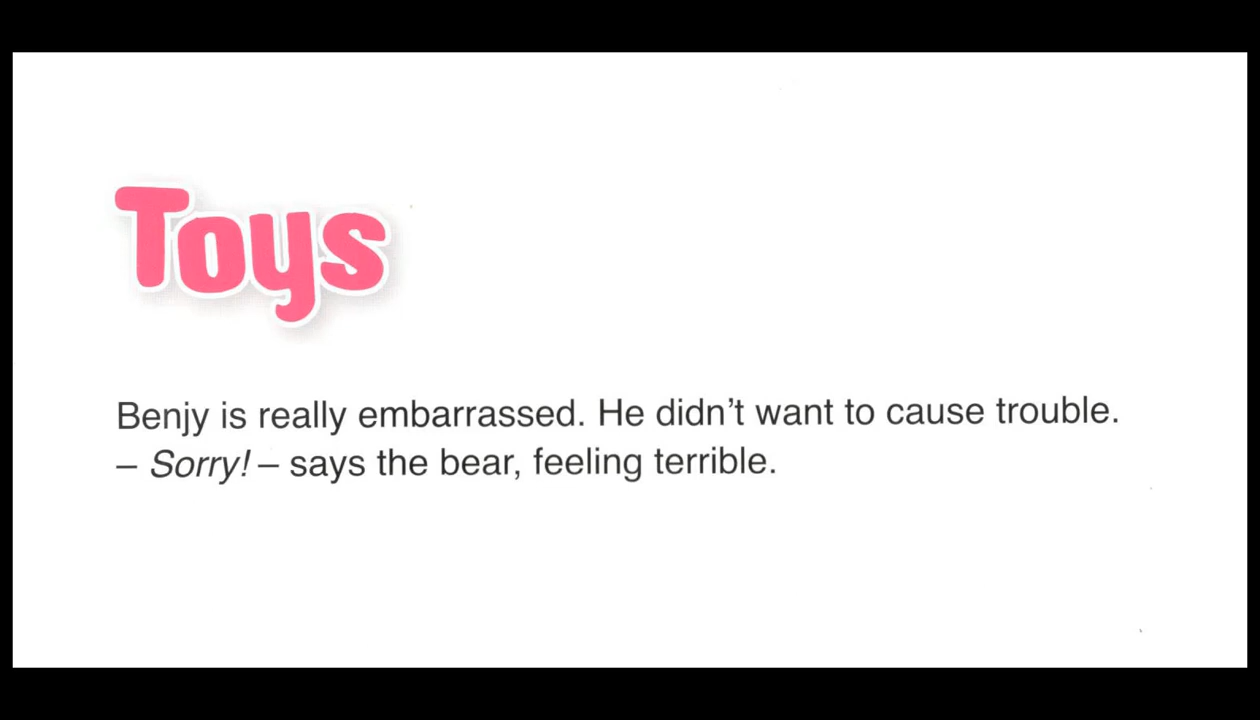 Toys
Benjy is really embarrassed. He didn't want to cause trouble.
– Sorry! – says the bear, feeling terrible.